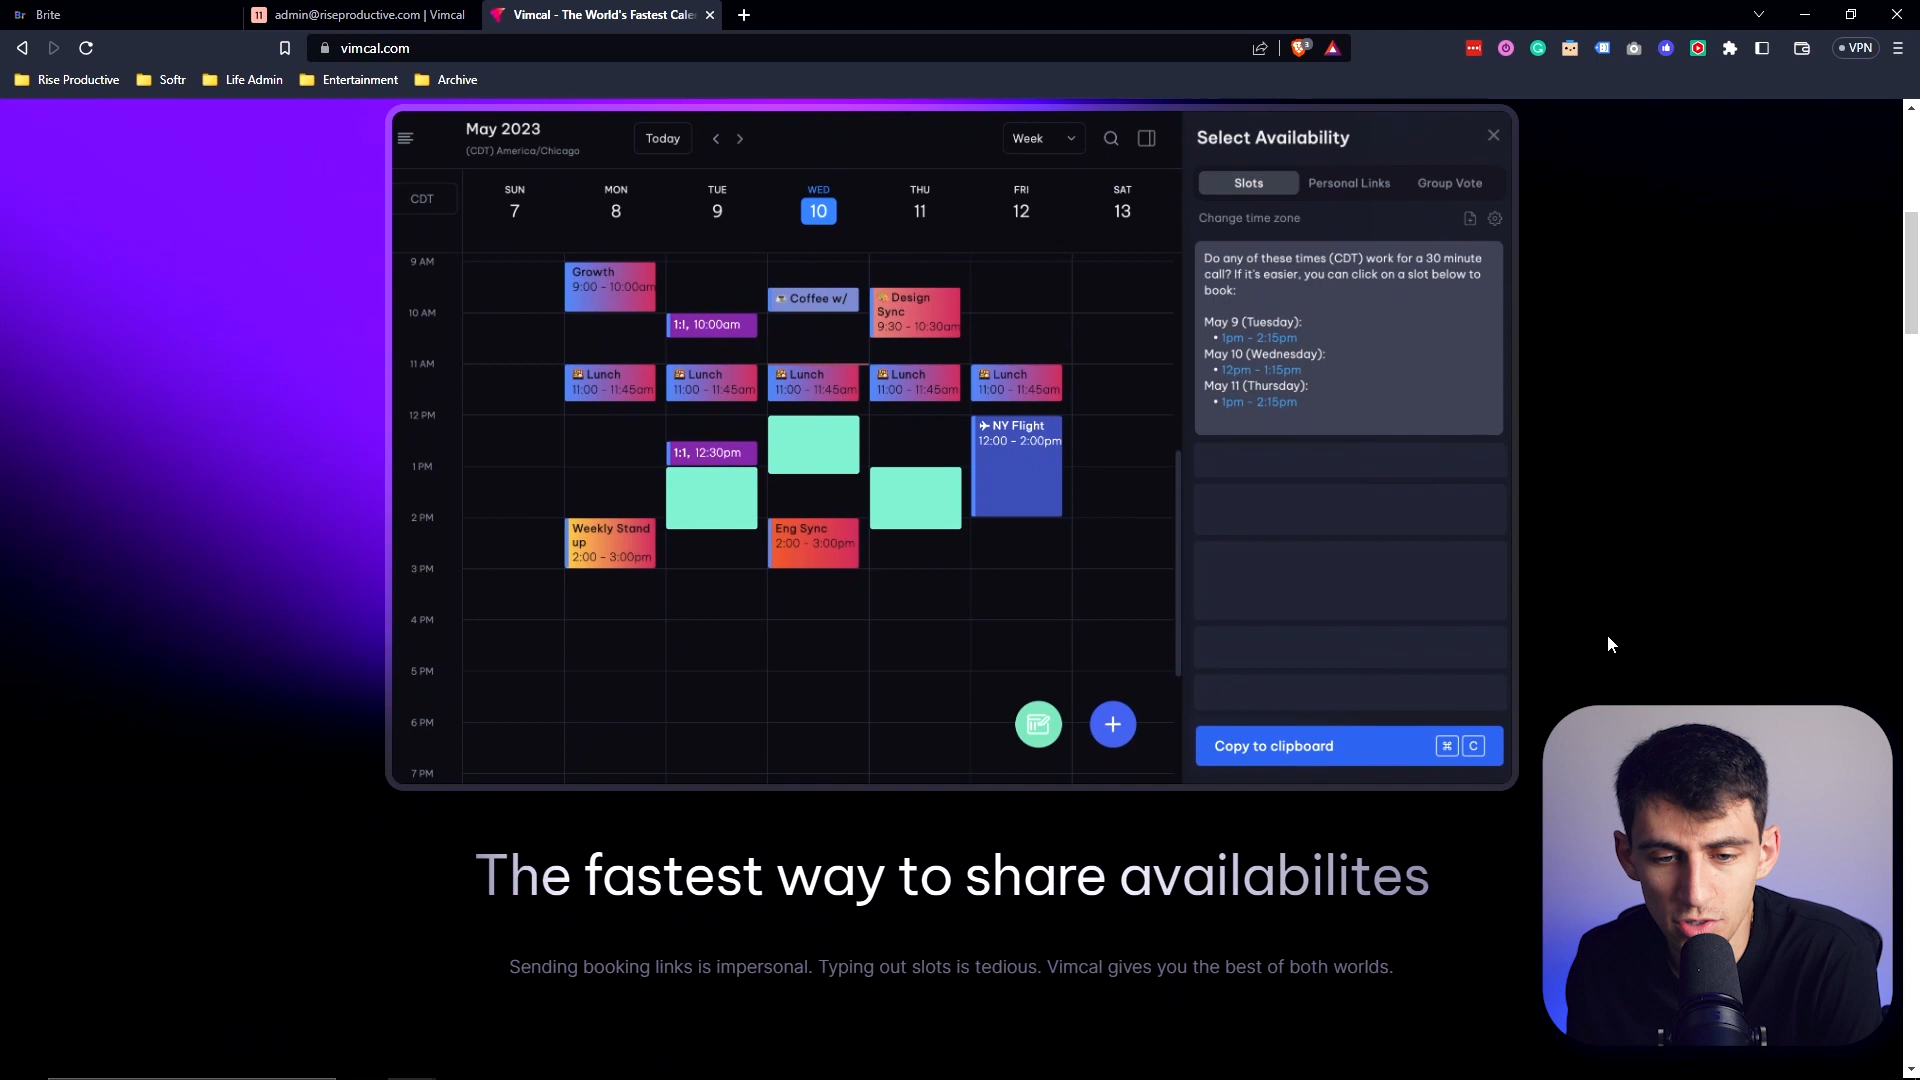 Br Brite
11 admin@riseproductive.com | Vimcal
Vimcal - The World's Fastest Cale
vimcal.com
3
VPN
Rise Productive
Softr
Life Admin
Entertainment
Archive
May 2023
(CDT) America/Chicago
Today
Week
CDT
SUN
7
MON
8
TUE
9
WED
10
THU
11
FRI
12
SAT
13
9 AM
10 AM
11 AM
12 PM
1 PM
2 PM
3 PM
4 PM
5 PM
6 PM
7 PM
Growth
9:00 - 10:00am
Coffee w/
Design
Sync
9:30 - 10:30am
1:1, 10:00am
Lunch
11:00 - 11:45am
Lunch
11:00 - 11:45am
Lunch
11:00 - 11:45am
Lunch
11:00 - 11:45am
Lunch
11:00 - 11:45am
NY Flight
12:00 - 2:00pm
1:1, 12:30pm
Weekly Stand
up
2:00 - 3:00pm
Eng Sync
2:00 - 3:00pm
Select Availability
Slots
Personal Links
Group Vote
Change time zone
Do any of these times (CDT) work for a 30 minute
call? If it's easier, you can click on a slot below to
book:
May 9 (Tuesday):
• 1pm - 2:15pm
May 10 (Wednesday):
• 12pm - 1:15pm
May 11 (Thursday):
• 1pm - 2:15pm
Copy to clipboard
⌘ C
The fastest way to share availabilites
Sending booking links is impersonal. Typing out slots is tedious. Vimcal gives you the best of both worlds.